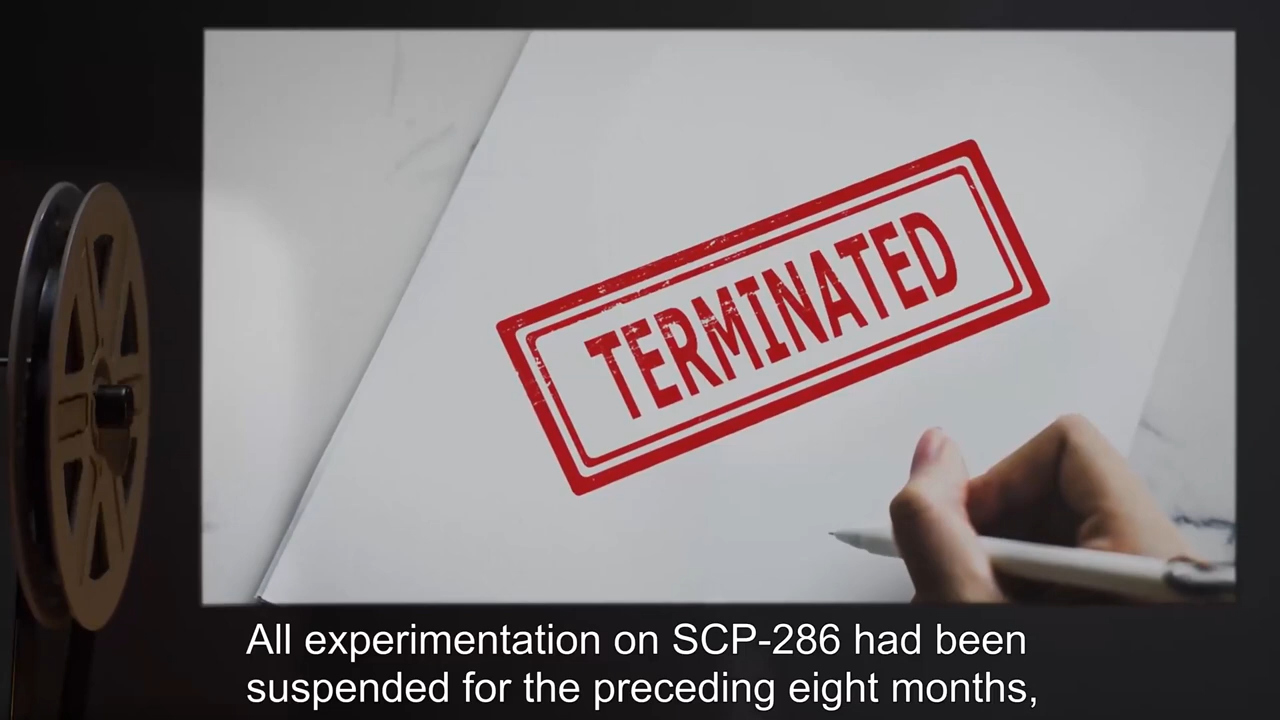 TERMINATED
All experimentation on SCP-286 had been
suspended for the preceding eight months,